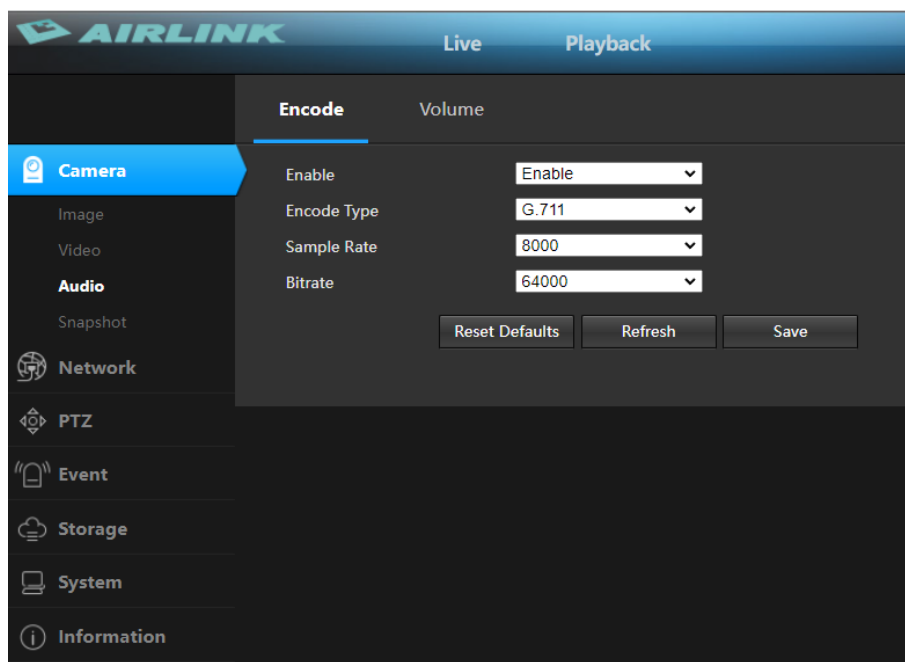 AIRLINK
Live Playback
Encode Volume
Camera
Enable Enable
Image
Encode Type G.711
Video
Sample Rate 8000
Audio
Bitrate 64000
Snapshot
Reset Defaults Refresh Save
Network
PTZ
Event
Storage
System
Information